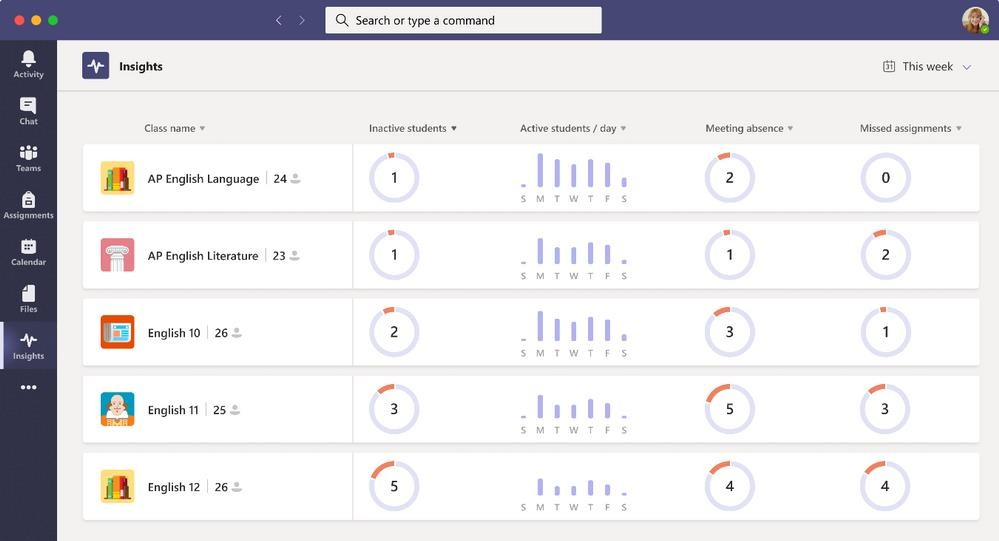 Search or type a command
Activity
Chat
Teams
Assignments
Calendar
Files
Insights
Insights
31 This week
Class name Inactive students Active students / day Meeting absence Missed assignments
AP English Language 24 1 2 0
S M T W T F S
AP English Literature 23 1 1 2
S M T W T F S
English 10 26 2 3 1
S M T W T F S
English 11 25 3 5 3
S M T W T F S
English 12 26 5 4 4
S M T W T F S